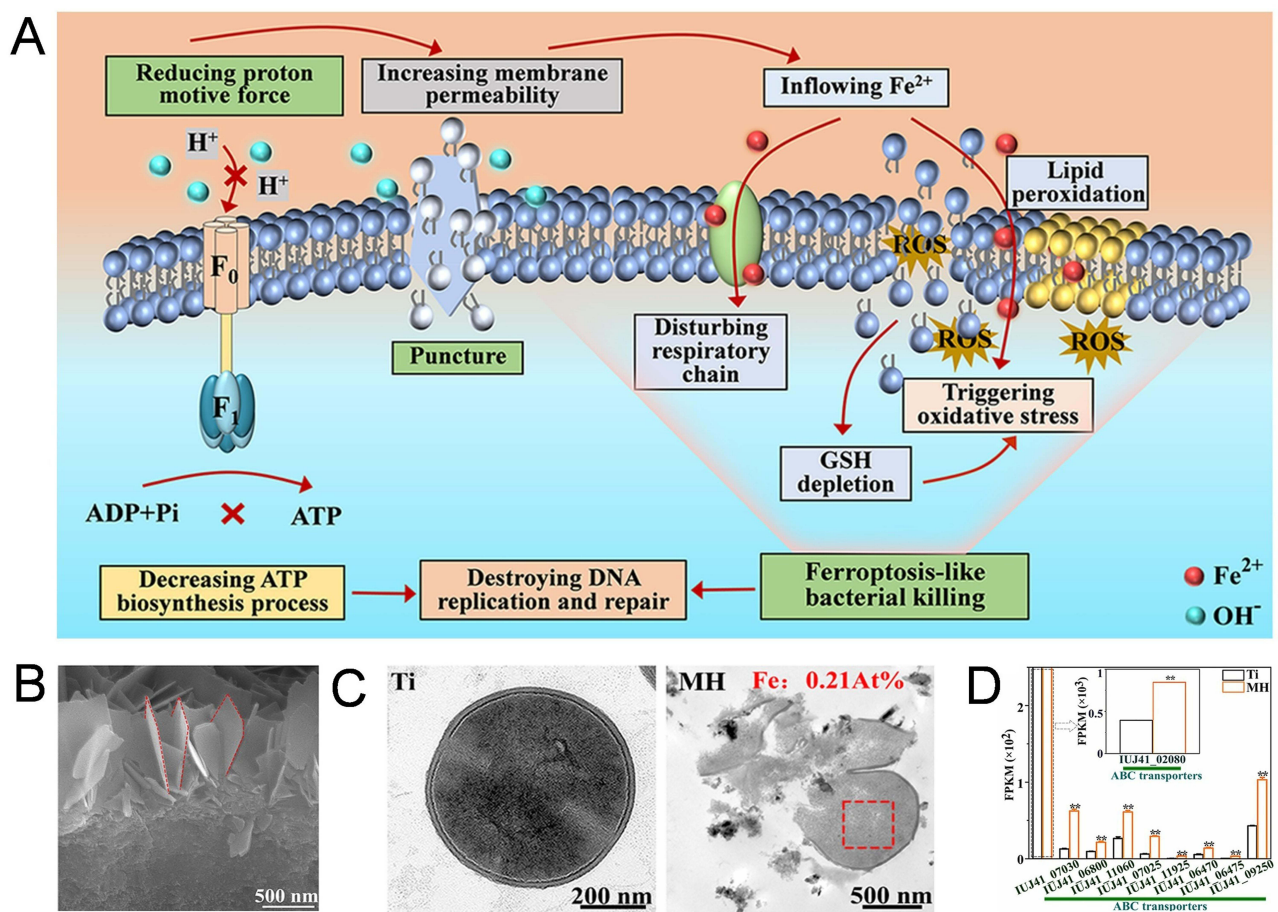 A
Reducing proton
motive force
Increasing membrane
permeability
Inflowing Fe²⁺
H⁺
H⁺
Lipid
peroxidation
F₀
ROS
Disturbing
respiratory
chain
Puncture
ROS
ROS
F₁
Triggering
oxidative stress
GSH
depletion
ADP+Pi
ATP
Decreasing ATP
biosynthesis process
Destroying DNA
replication and repair
Ferroptosis-like
bacterial killing
Fe²⁺
OH⁻
B
500 nm
C
Ti
200 nm
MH
Fe: 0.21At%
500 nm
D
FPKM (×10²)
2
1
0
FPKM (×10³)
1
0.5
0
**
IUJ41_02080
ABC transporters
Ti
MH
**
**
**
**
**
**
**
**
IUJ41_07030
IUJ41_06800
IUJ41_11060
IUJ41_07025
IUJ41_11925
IUJ41_06470
IUJ41_06475
IUJ41_09250
ABC transporters